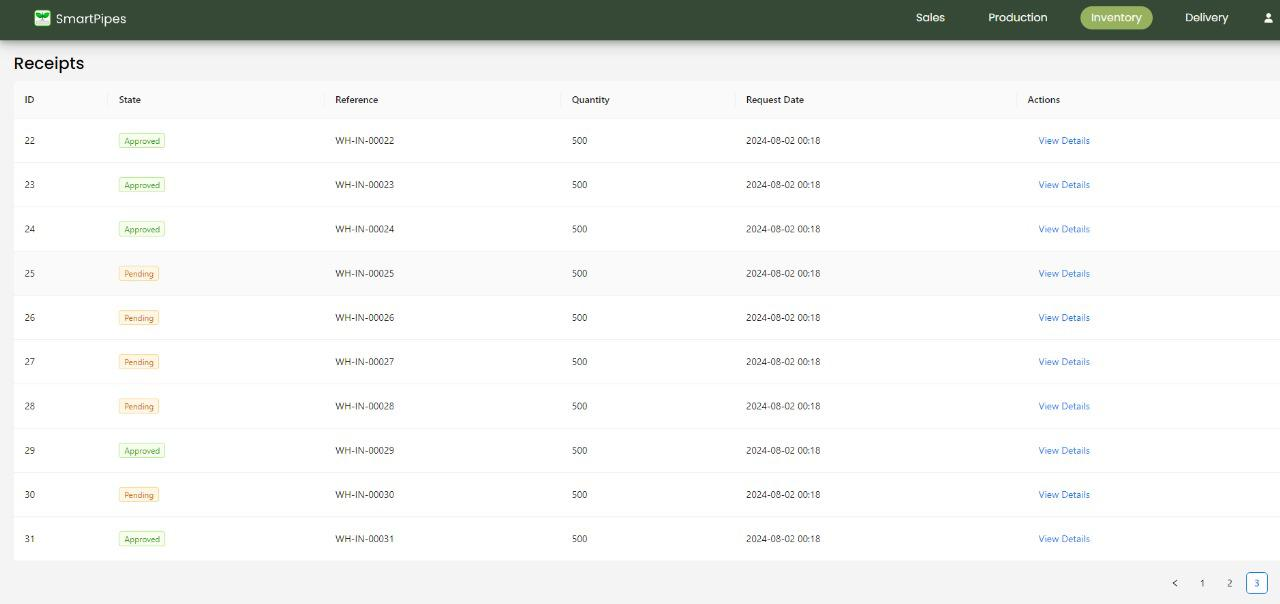 SmartPipes Sales Production Inventory Delivery
Receipts
ID State Reference Quantity Request Date Actions
22 Approved WH-IN-00022 500 2024-08-02 00:18 View Details
23 Approved WH-IN-00023 500 2024-08-02 00:18 View Details
24 Approved WH-IN-00024 500 2024-08-02 00:18 View Details
25 Pending WH-IN-00025 500 2024-08-02 00:18 View Details
26 Pending WH-IN-00026 500 2024-08-02 00:18 View Details
27 Pending WH-IN-00027 500 2024-08-02 00:18 View Details
28 Pending WH-IN-00028 500 2024-08-02 00:18 View Details
29 Approved WH-IN-00029 500 2024-08-02 00:18 View Details
30 Pending WH-IN-00030 500 2024-08-02 00:18 View Details
31 Approved WH-IN-00031 500 2024-08-02 00:18 View Details
< 1 2 3